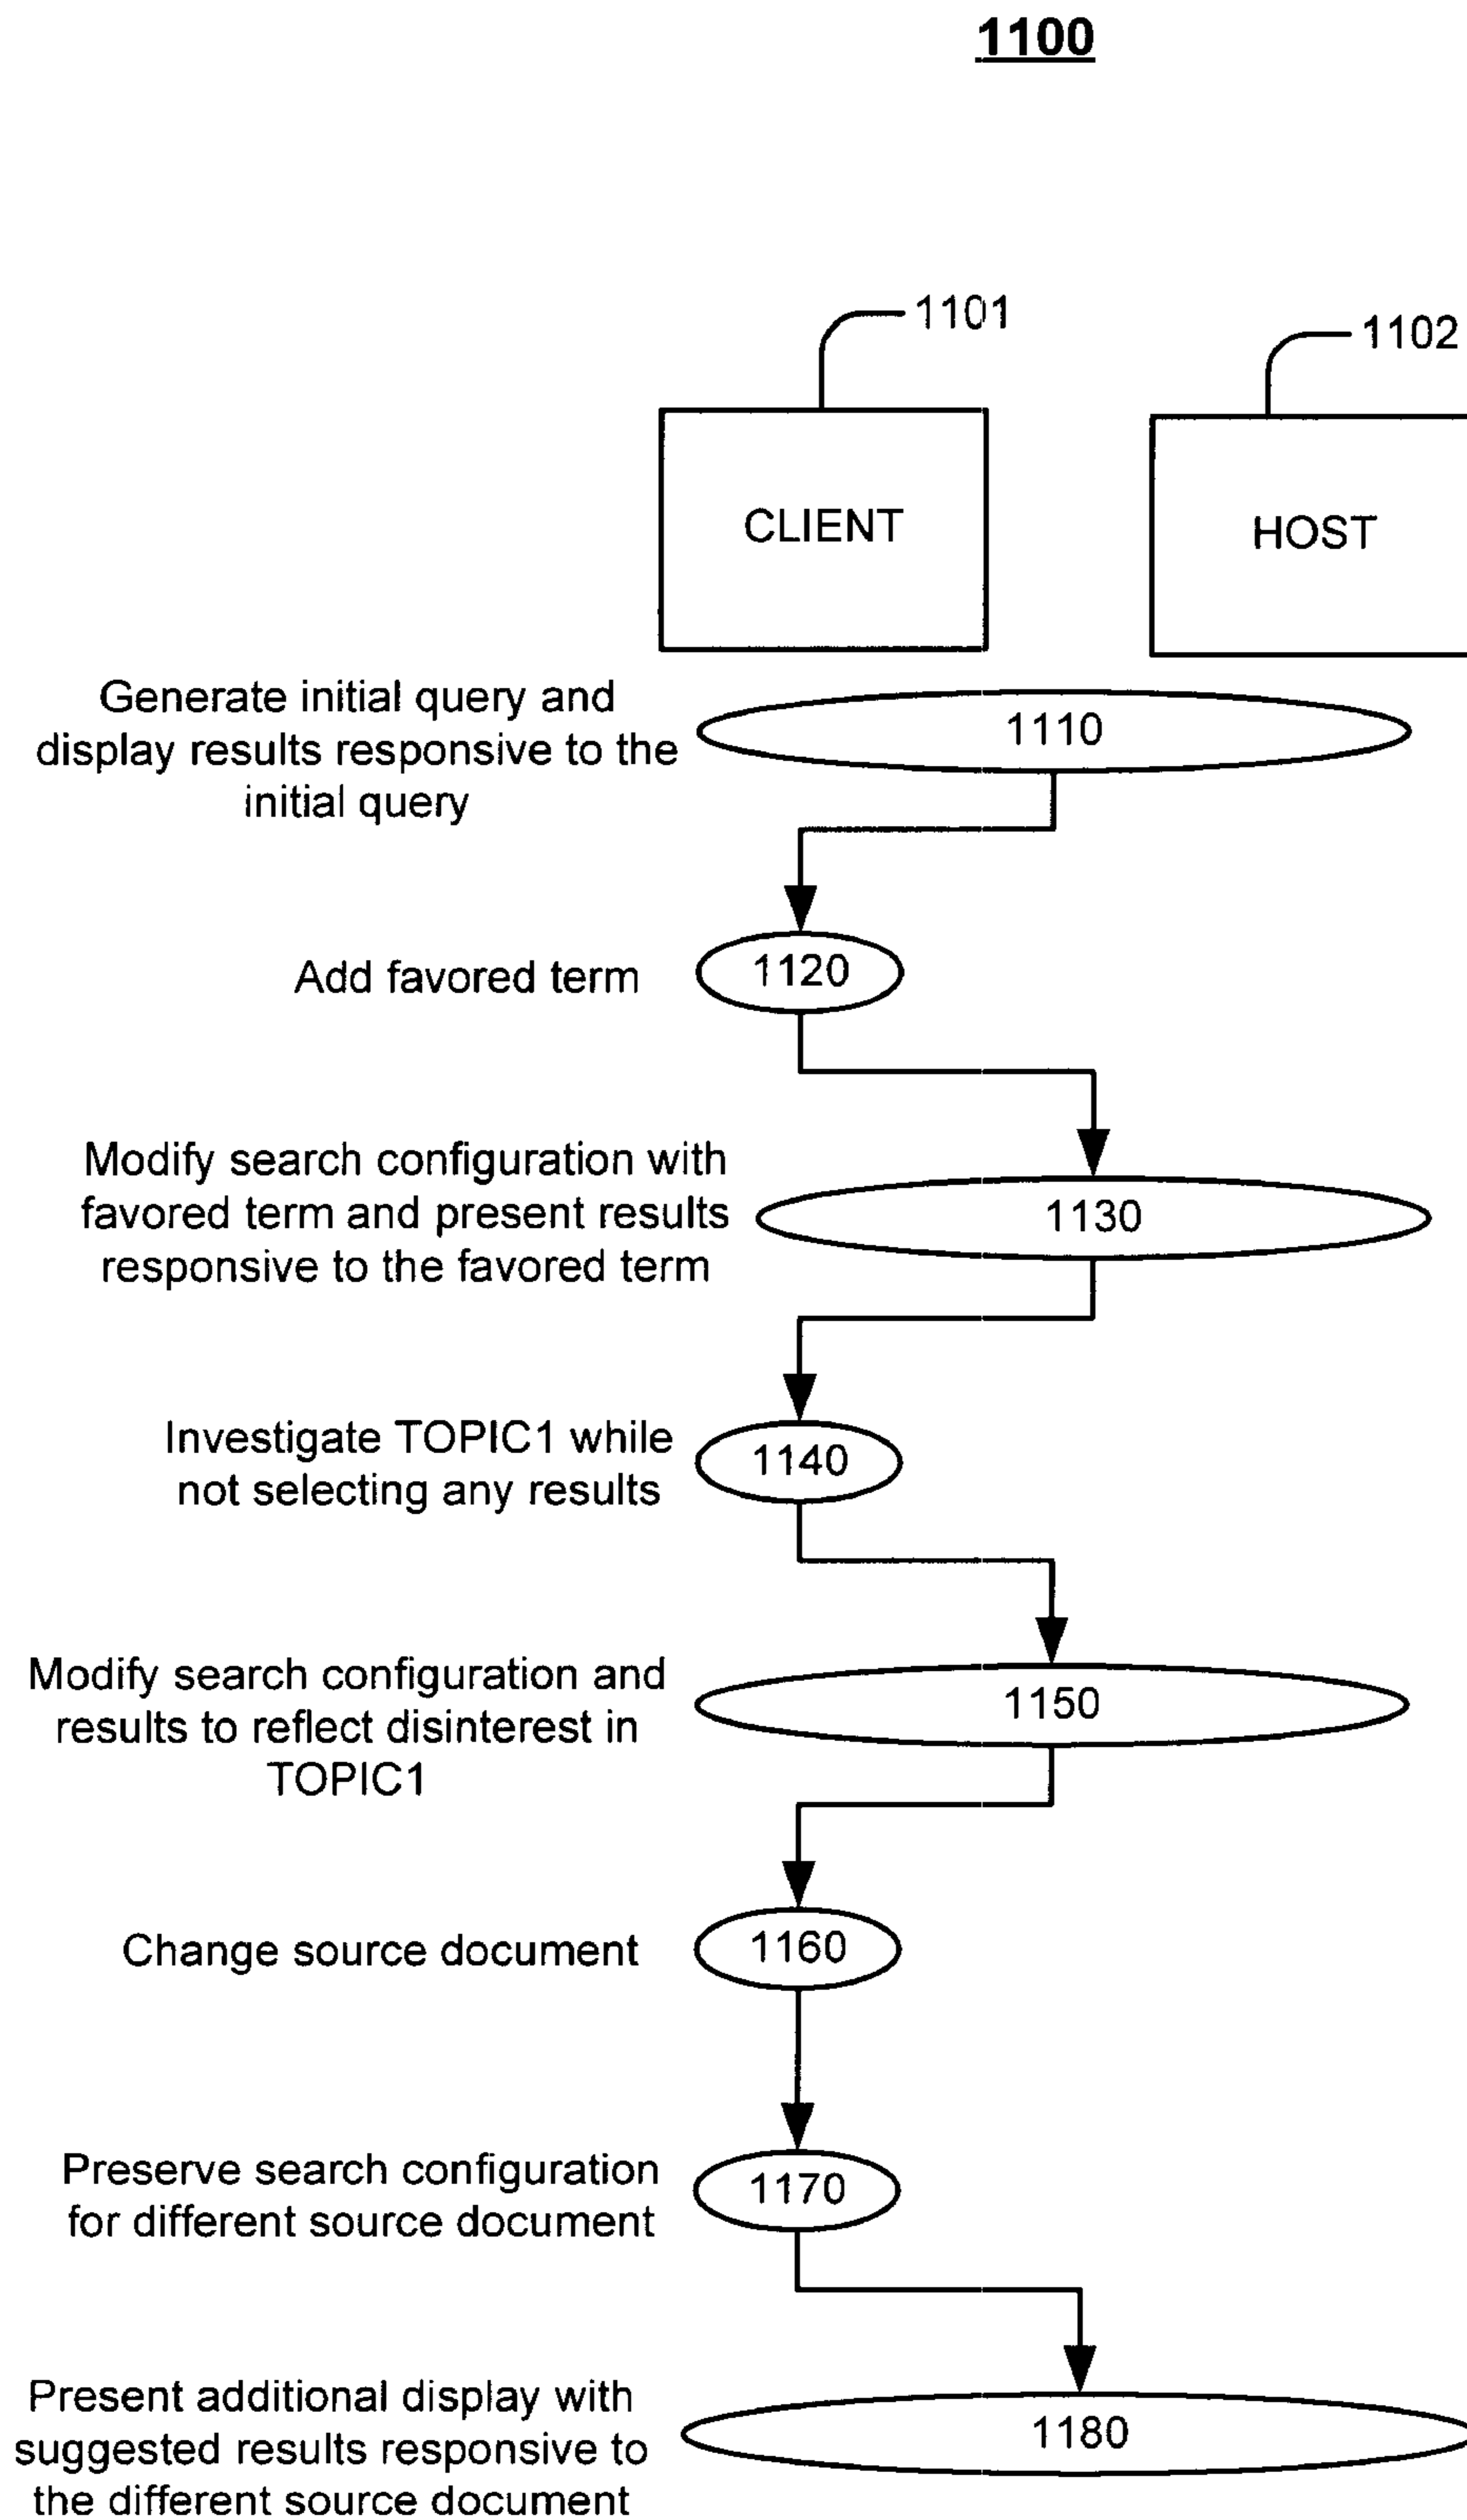 1100
1101
1102
CLIENT
HOST
Generate initial query and
display results responsive to the
initial query
1110
Add favored term
1120
Modify search configuration with
favored term and present results
responsive to the favored term
1130
Investigate TOPIC1 while
not selecting any results
1140
Modify search configuration and
results to reflect disinterest in
TOPIC1
1150
Change source document
1160
Preserve search configuration
for different source document
1170
Present additional display with
suggested results responsive to
the different source document
1180